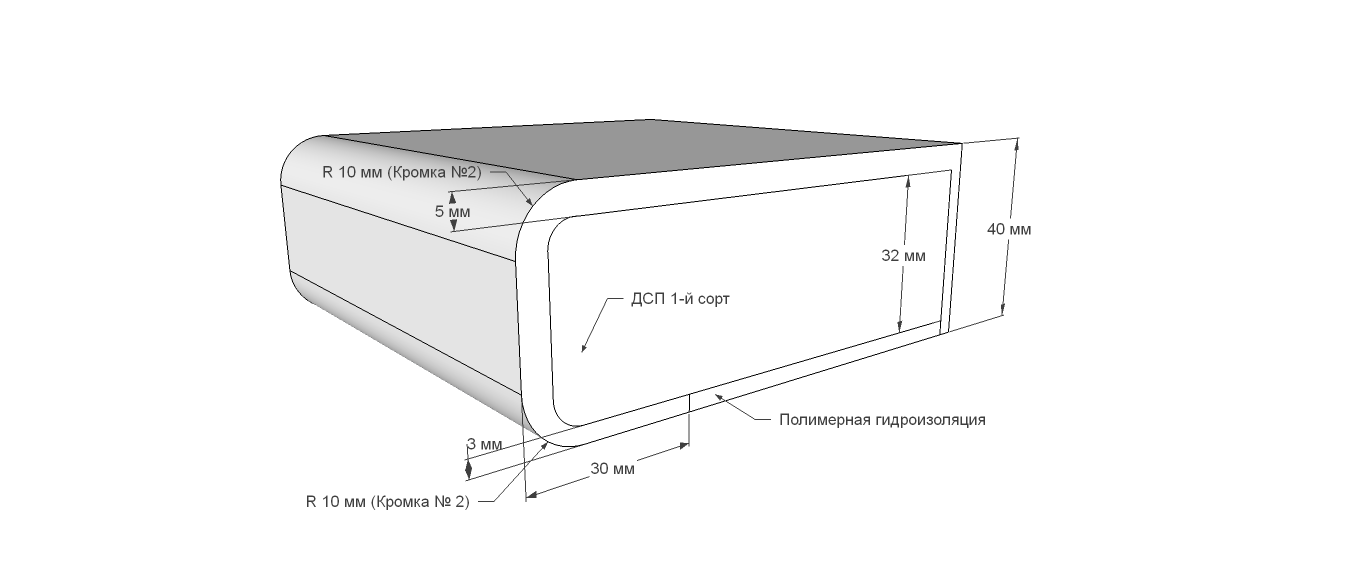 R 10 мм (Кромка №2)
5 мм
40 мм
32 мм
ДСП 1-й сорт
Полимерная гидроизоляция
3 мм
30 мм
R 10 мм (Кромка № 2)